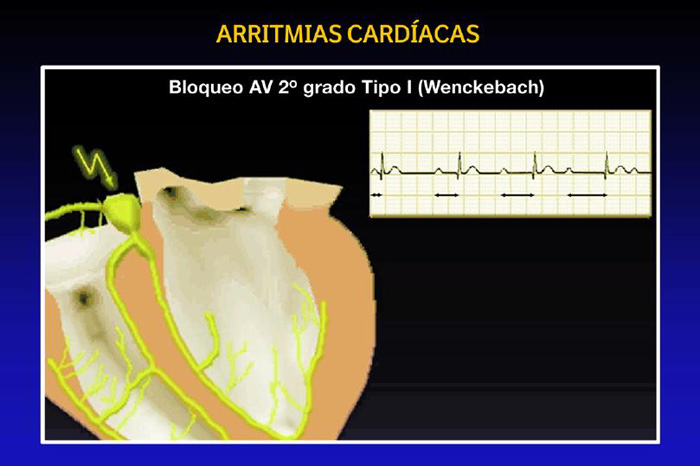 ARRITMIAS CARDÍACAS
Bloqueo AV 2º grado Tipo I (Wenckebach)